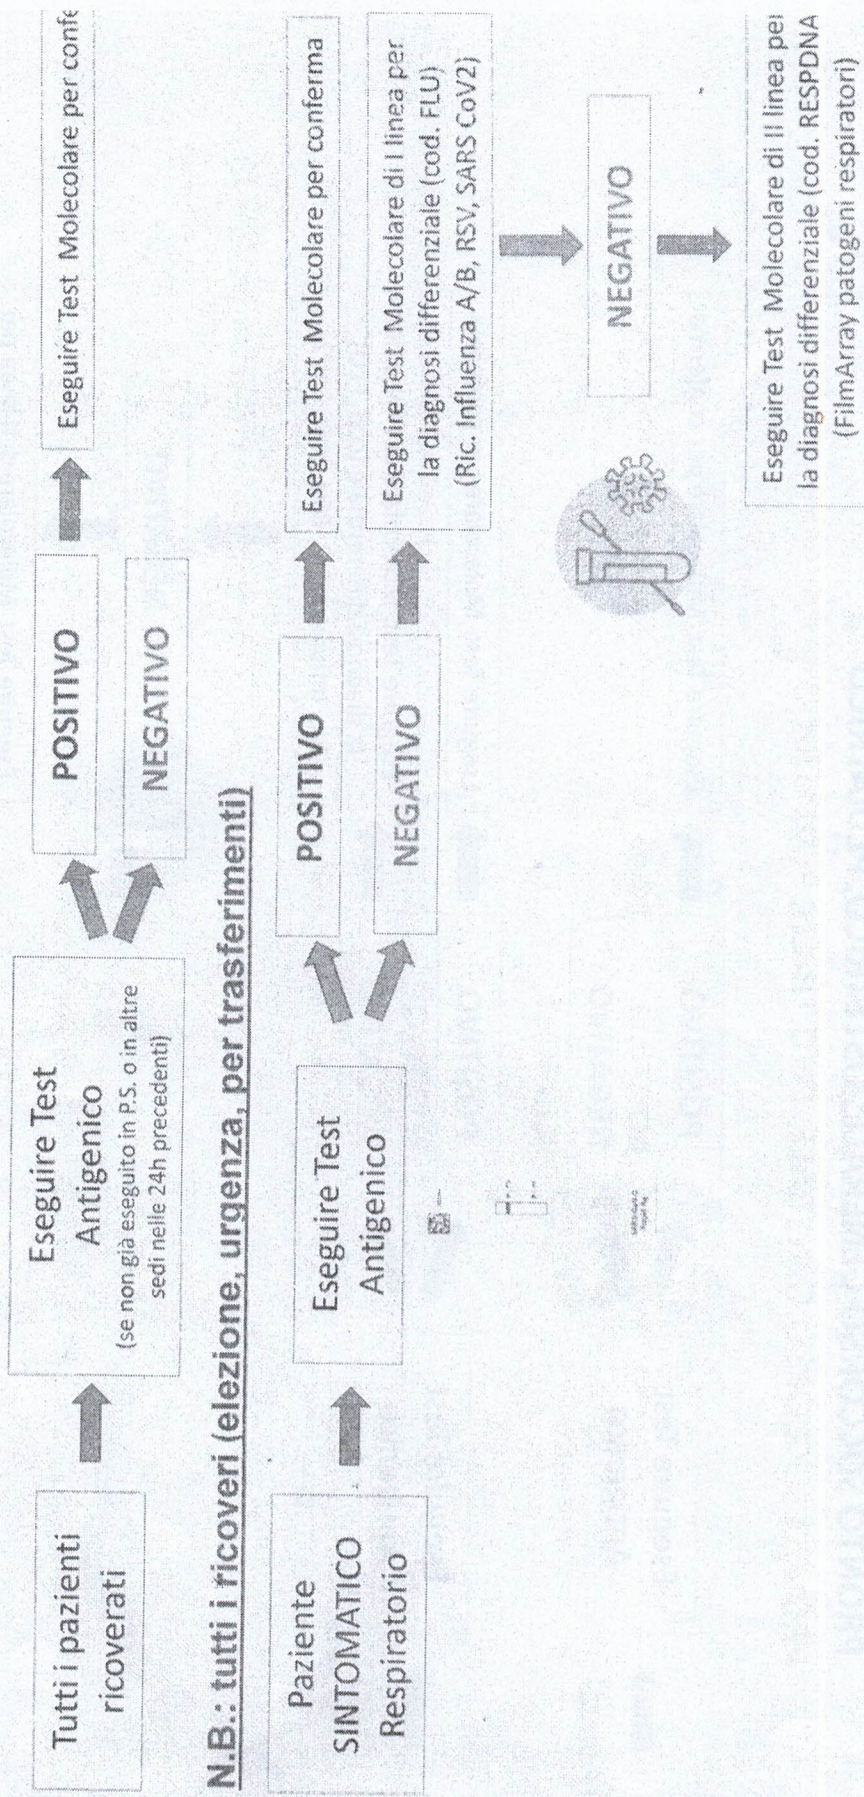 Tutti i pazienti
ricoverati
Eseguire Test
Antigenico
(se non già eseguito in P.S. o in altre
sedi nelle 24h precedenti)
POSITIVO
NEGATIVO
Eseguire Test Molecolare per confe
N.B.: tutti i ricoveri (elezione, urgenza, per trasferimenti)
Paziente
SINTOMATICO
Respiratorio
Eseguire Test
Antigenico
POSITIVO
NEGATIVO
Eseguire Test Molecolare per conferma
Eseguire Test Molecolare di I linea per
la diagnosi differenziale (cod. FLU)
(Ric. Influenza A/B, RSV, SARS CoV2)
NEGATIVO
Eseguire Test Molecolare di II linea per
la diagnosi differenziale (cod. RESPDNA
(FilmArray patogeni respiratori)